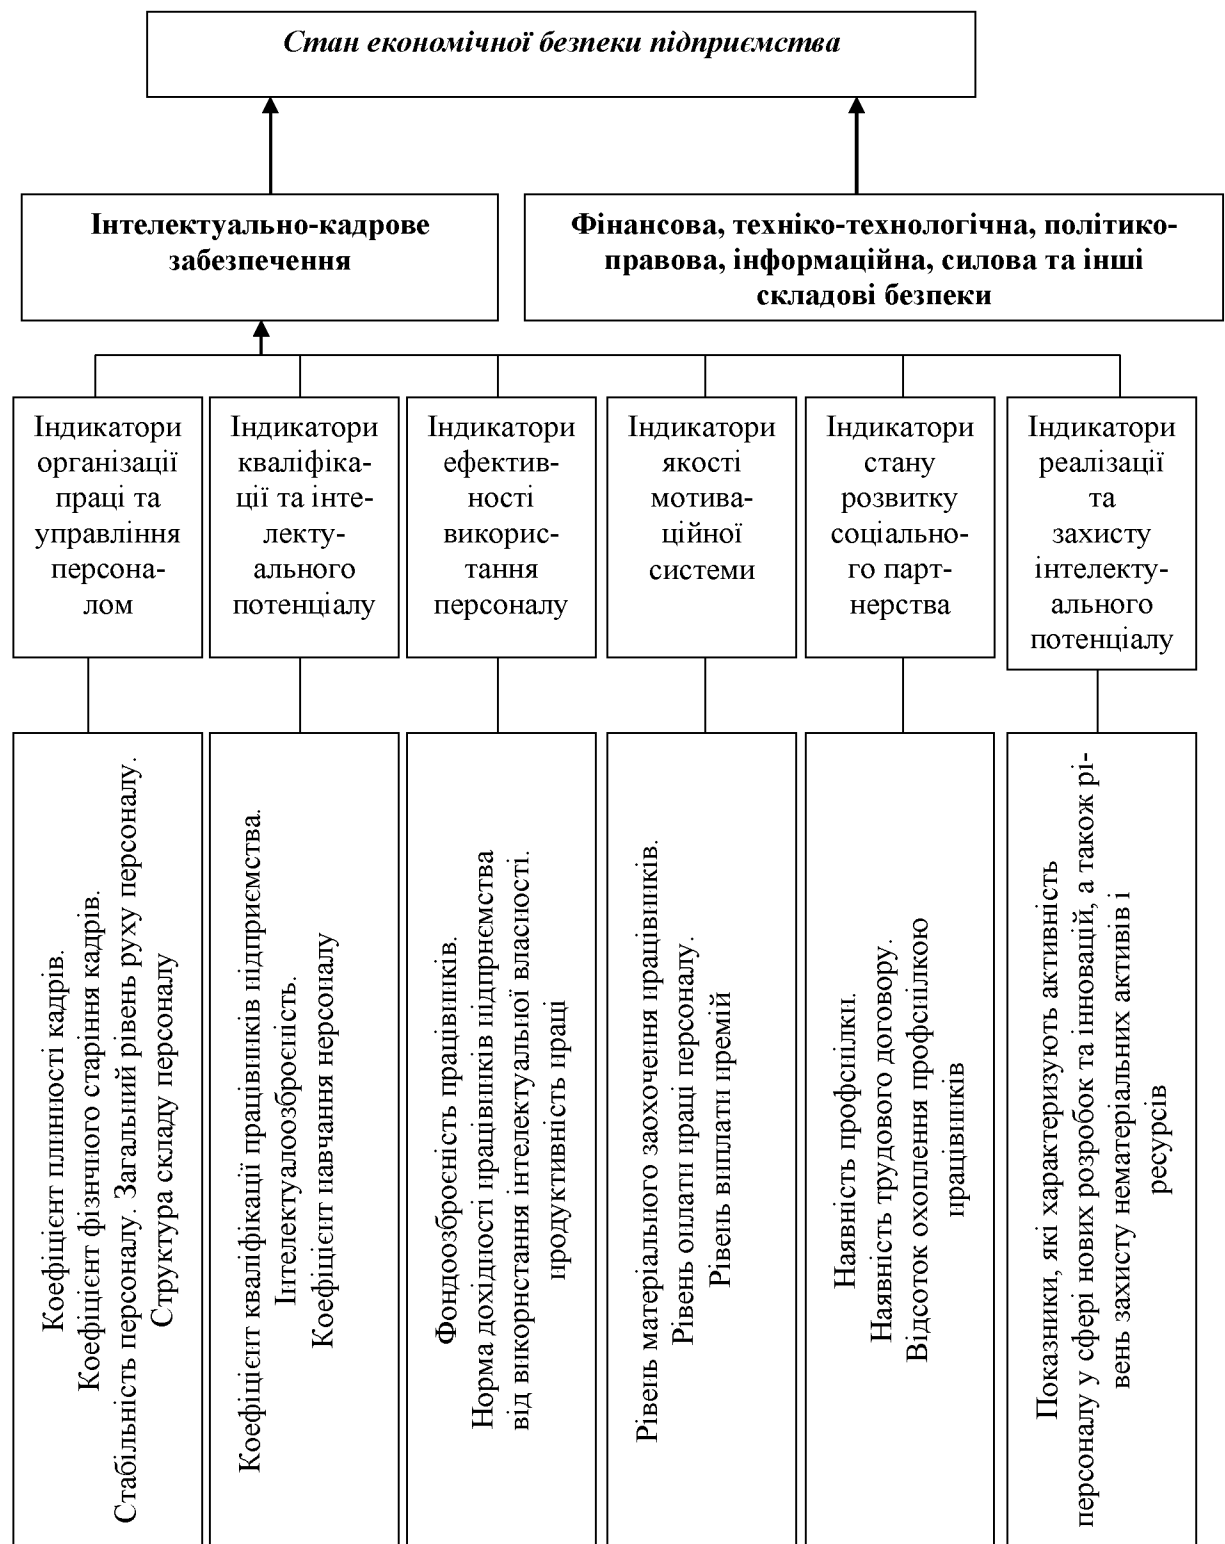 Стан економічної безпеки підприємства
Інтелектуально-кадрове
забезпечення
Фінансова, техніко-технологічна, політико-
правова, інформаційна, силова та інші
складові безпеки
Індикатори
організації
праці та
управління
персона-
лом
Індикатори
кваліфіка-
ції та інте-
лекту-
ального
потенціалу
Індикатори
ефектив-
ності
викорис-
тання
персоналу
Індикатори
якості
мотива-
ційної
системи
Індикатори
стану
розвитку
соціально-
го парт-
нерства
Індикатори
реалізації
та
захисту
інтелекту-
ального
потенціалу
Коефіцієнт плинності кадрів.
Коефіцієнт фізичного старіння кадрів.
Стабільність персоналу. Загальний рівень руху персоналу.
Структура складу персоналу
Коефіцієнт кваліфікації працівників підприємства.
Інтелектуалоозброєність.
Коефіцієнт навчання персоналу
Фондоозброєність працівників.
Норма дохідності працівників підприємства
від використання інтелектуальної власності.
продуктивність праці
Рівень матеріального заохочення працівників.
Рівень оплати праці персоналу.
Рівень виплати премій
Наявність профспілки.
Наявність трудового договору.
Відсоток охоплення профспілкою
працівників
Показники, які характеризують активність
персоналу у сфері нових розробок та інновацій, а також рі-
вень захисту нематеріальних активів і
ресурсів